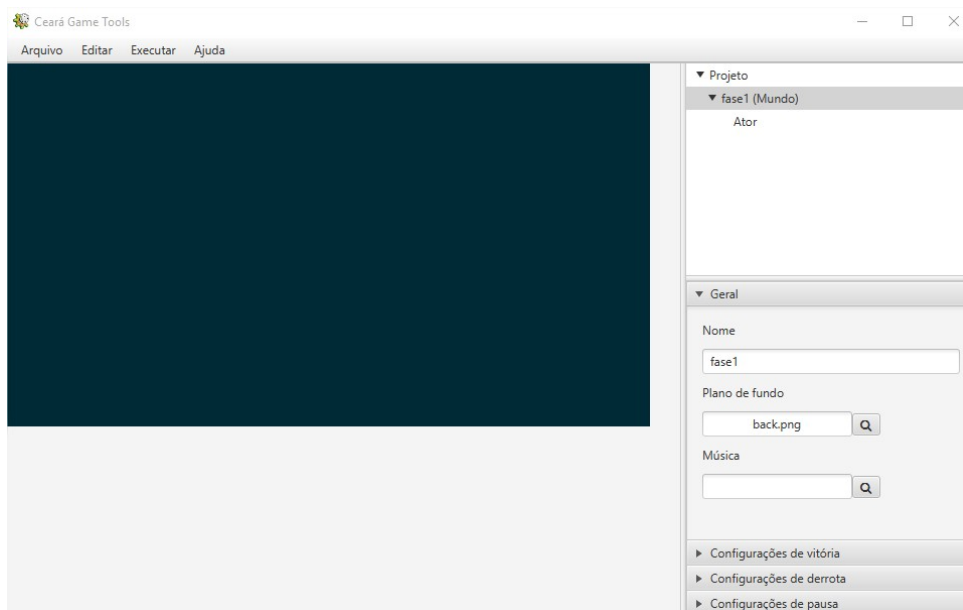 Ceará Game Tools
Arquivo Editar Executar Ajuda
Projeto
fase1 (Mundo)
Ator
Geral
Nome
fase1
Plano de fundo
back.png
Música
Configurações de vitória
Configurações de derrota
Configurações de pausa